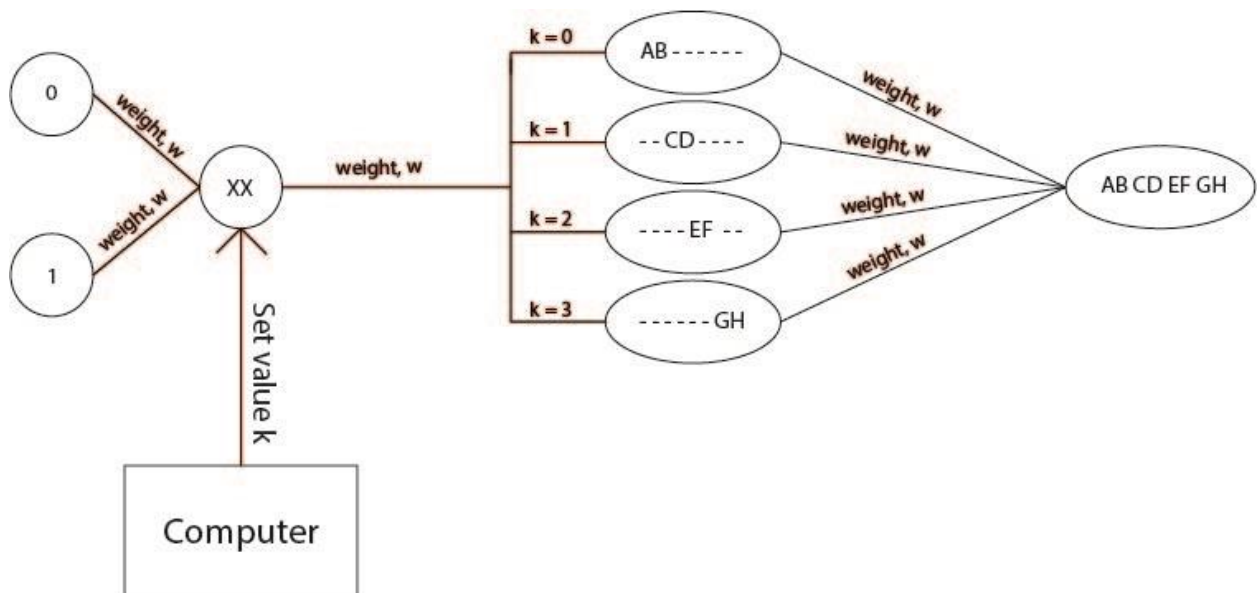 0
weight, w
1
weight, w
XX
weight, w
Set value k
Computer
k = 0
AB------
k = 1
--CD----
k = 2
----EF --
k = 3
------GH
weight, w
weight, w
weight, w
weight, w
AB CD EF GH